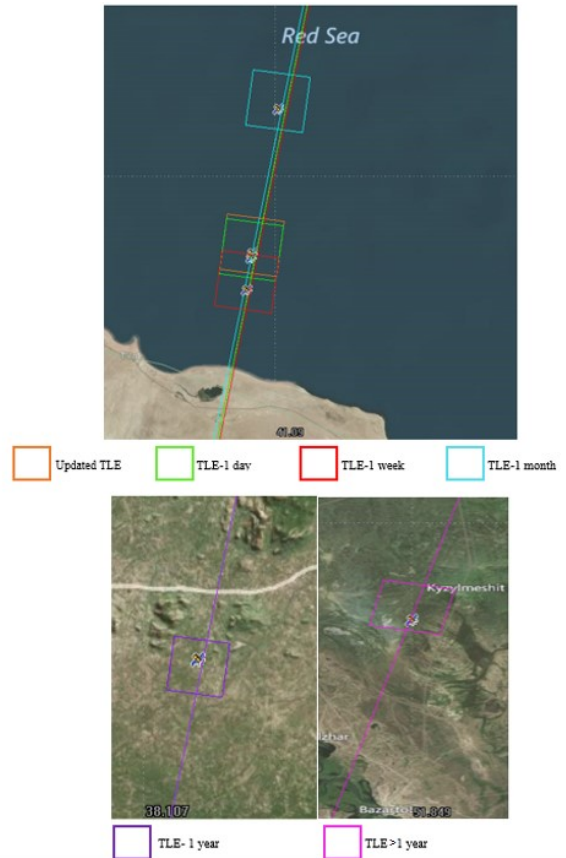 Red Sea
41.09
Updated TLE
TLE-1 day
TLE-1 week
TLE-1 month
Kyzylmeshit
lzhar
Bazartobe
38.107
51.849
TLE- 1 year
TLE >1 year